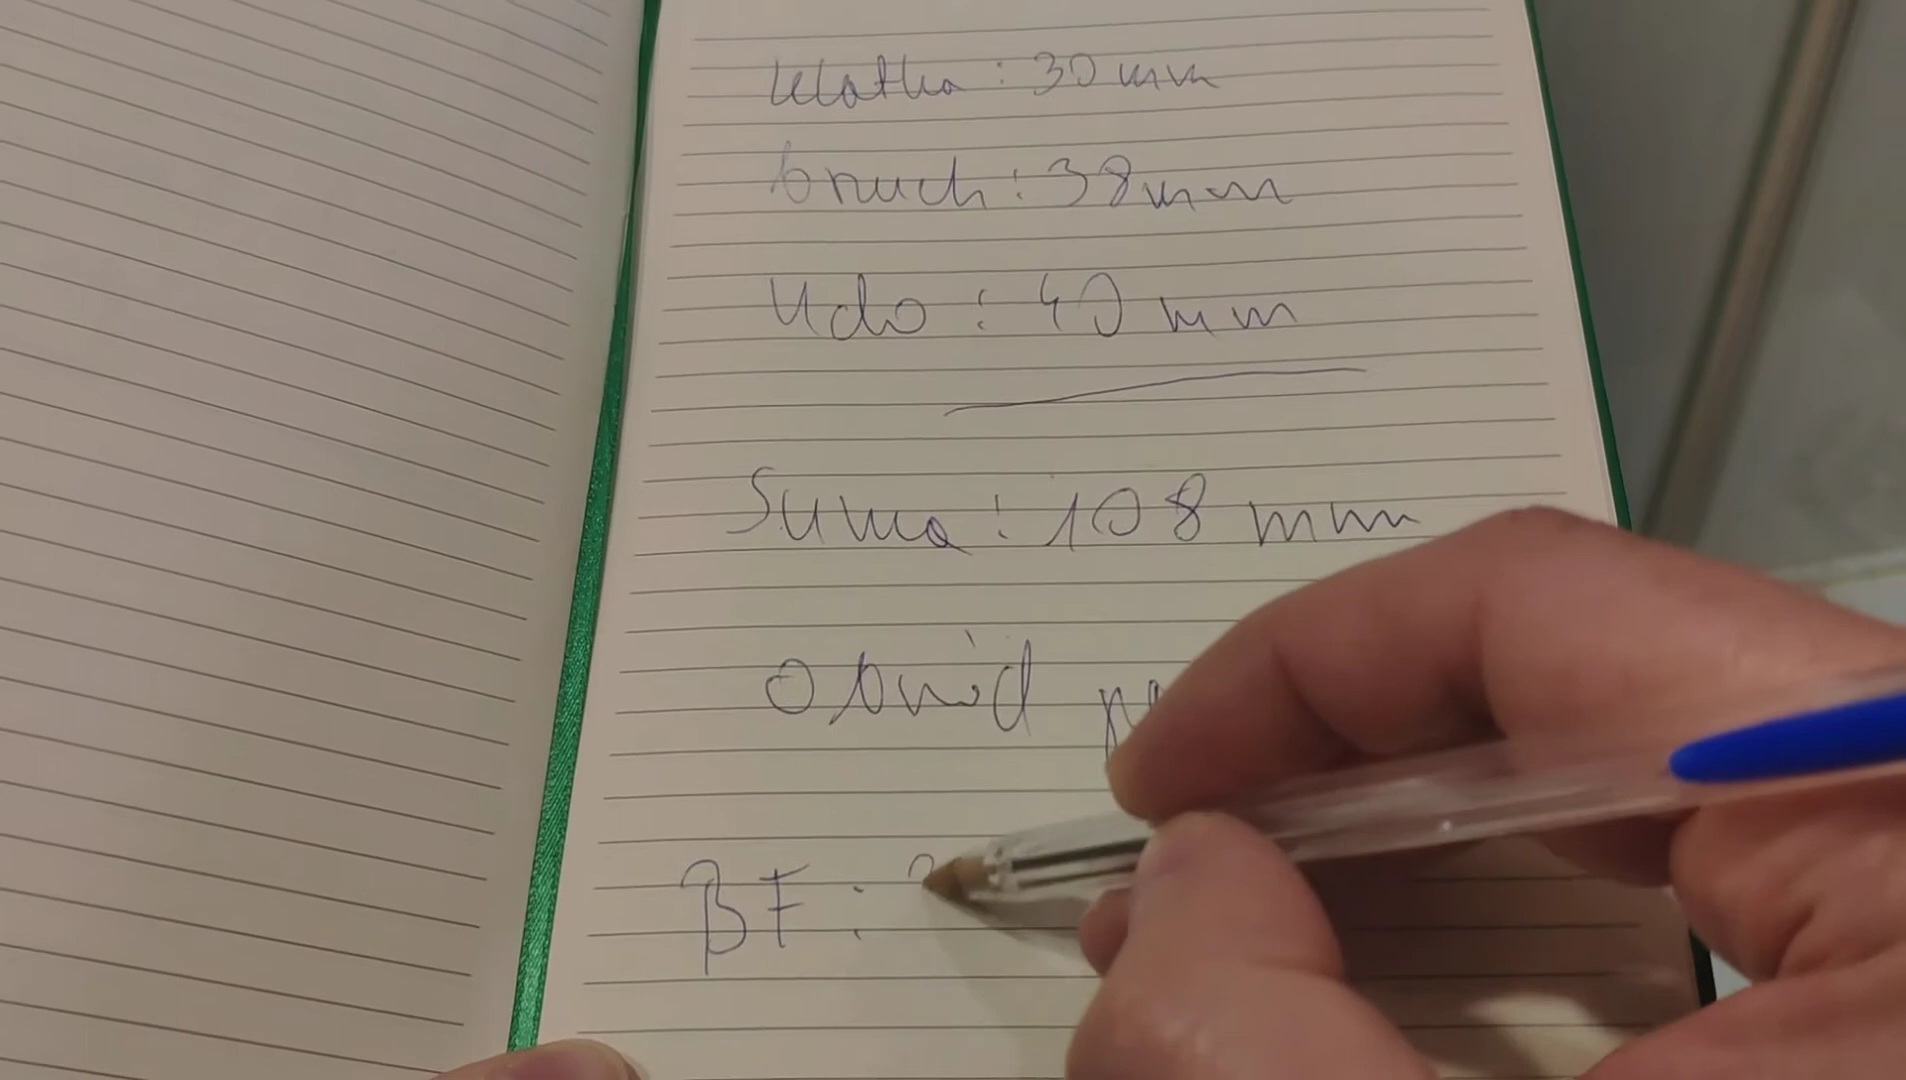 klatka : 30 mm
brzuch : 38 mm
Udo : 40 mm
Suma : 108 mm
Obwód
BF :